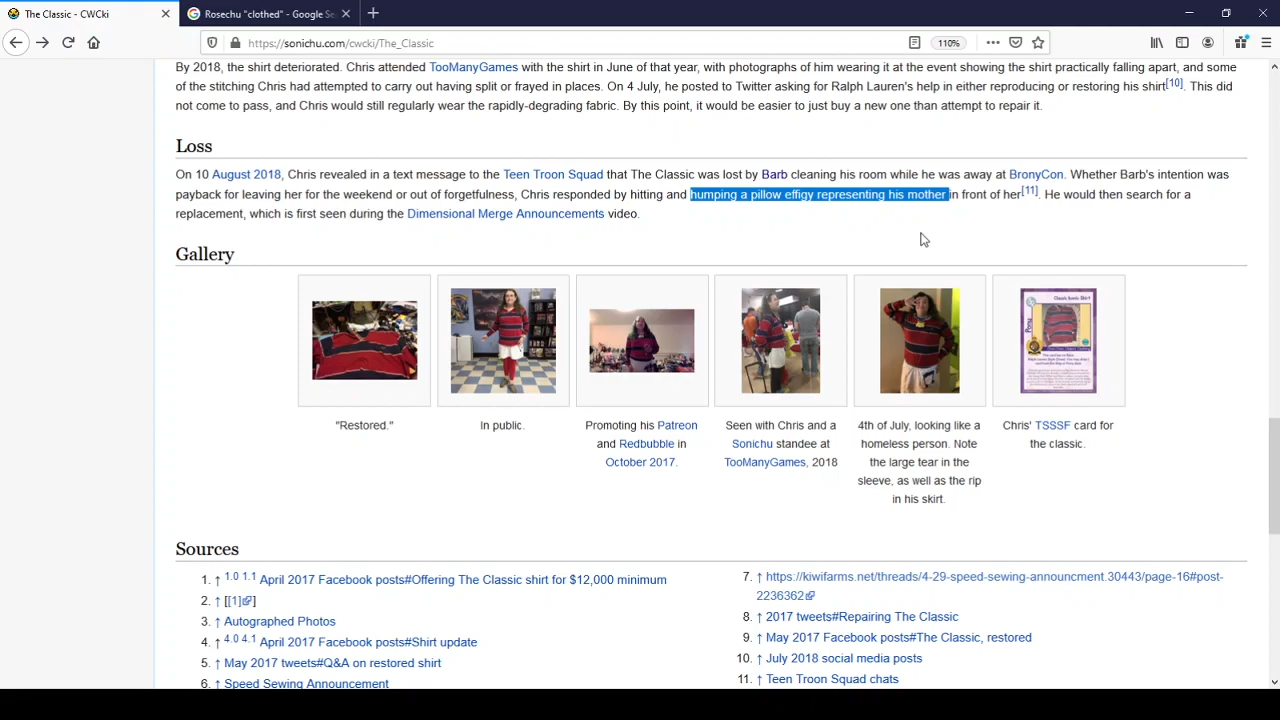 The Classic - CWCki
Rosechu "clothed" - Google Se
https://sonichu.com/cwcki/The_Classic
110%
By 2018, the shirt deteriorated. Chris attended TooManyGames with the shirt in June of that year, with photographs of him wearing it at the event showing the shirt practically falling apart, and some
of the stitching Chris had attempted to carry out having split or frayed in places. On 4 July, he posted to Twitter asking for Ralph Lauren's help in either reproducing or restoring his shirt[10]. This did
not come to pass, and Chris would still regularly wear the rapidly-degrading fabric. By this point, it would be easier to just buy a new one than attempt to repair it.
Loss
On 10 August 2018, Chris revealed in a text message to the Teen Troon Squad that The Classic was lost by Barb cleaning his room while he was away at BronyCon. Whether Barb's intention was
payback for leaving her for the weekend or out of forgetfulness, Chris responded by hitting and humping a pillow effigy representing his mother in front of her[11]. He would then search for a
replacement, which is first seen during the Dimensional Merge Announcements video.
Gallery
"Restored."
In public.
Promoting his Patreon
and Redbubble in
October 2017.
Seen with Chris and a
Sonichu standee at
TooManyGames, 2018
4th of July, looking like a
homeless person. Note
the large tear in the
sleeve, as well as the rip
in his skirt.
Chris' TSSSF card for
the classic.
Sources
1. ↑ 1.0 1.1 April 2017 Facebook posts#Offering The Classic shirt for $12,000 minimum
2. ↑ [[1]]
3. ↑ Autographed Photos
4. ↑ 4.0 4.1 April 2017 Facebook posts#Shirt update
5. ↑ May 2017 tweets#Q&A on restored shirt
6. ↑ Speed Sewing Announcement
7. ↑ https://kiwifarms.net/threads/4-29-speed-sewing-announcment.30443/page-16#post-
2236362
8. ↑ 2017 tweets#Repairing The Classic
9. ↑ May 2017 Facebook posts#The Classic, restored
10. ↑ July 2018 social media posts
11. ↑ Teen Troon Squad chats